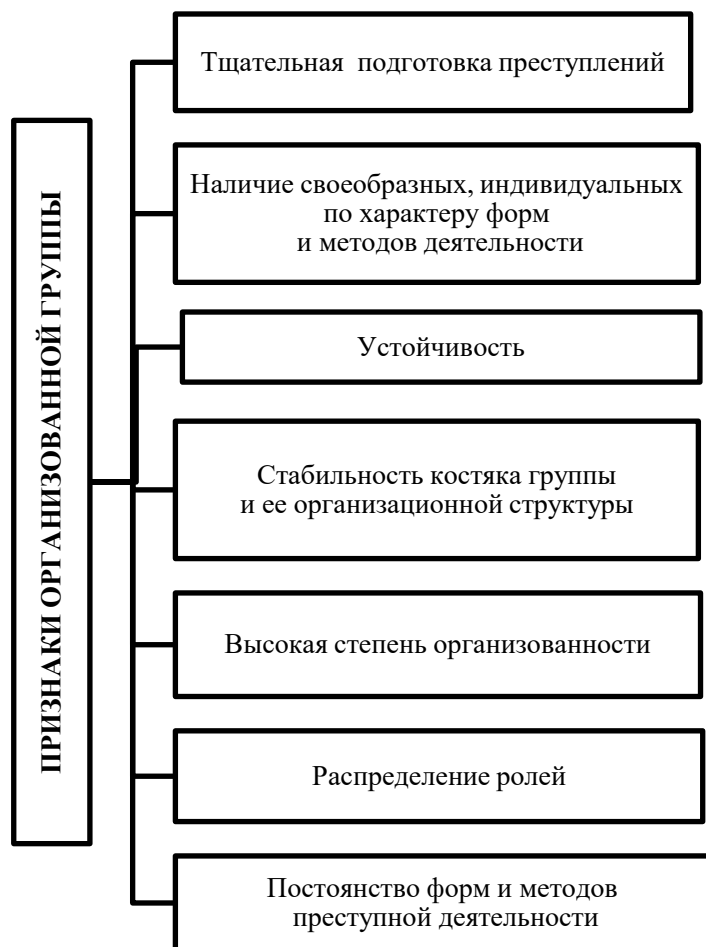 ПРИЗНАКИ ОРГАНИЗОВАННОЙ ГРУППЫ
Тщательная подготовка преступлений
Наличие своеобразных, индивидуальных
по характеру форм
и методов деятельности
Устойчивость
Стабильность костяка группы
и ее организационной структуры
Высокая степень организованности
Распределение ролей
Постоянство форм и методов
преступной деятельности